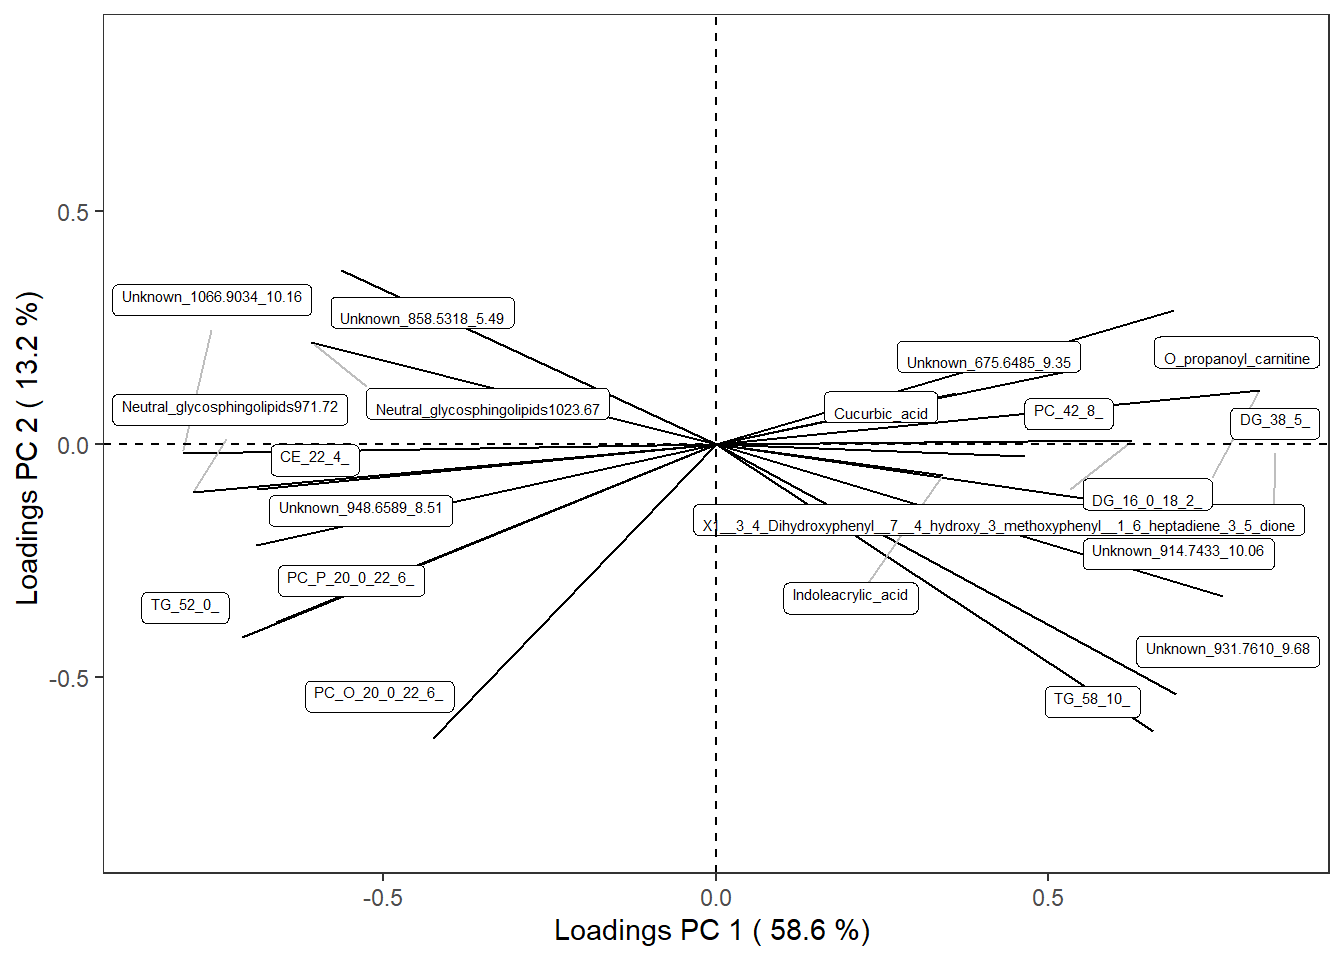 0.5
0.0
-0.5
Loadings PC 2 ( 13.2 %)
Unknown_1066.9034_10.16
Unknown_858.5318_5.49
Unknown_675.6485_9.35
O_propanoyl_carnitine
Neutral_glycosphingolipids971.72
Neutral_glycosphingolipids1023.67
Cucurbic_acid
PC_42_8_
DG_38_5_
CE_22_4_
DG_16_0_18_2_
Unknown_948.6589_8.51
X1__3_4_Dihydroxyphenyl__7__4_hydroxy_3_methoxyphenyl__1_6_heptadiene_3_5_dione
Unknown_914.7433_10.06
PC_P_20_0_22_6_
Indoleacrylic_acid
TG_52_0_
Unknown_931.7610_9.68
PC_O_20_0_22_6_
TG_58_10_
-0.5
0.0
0.5
Loadings PC 1 ( 58.6 %)